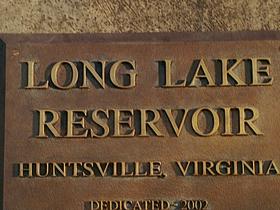 LONG LAKE
RESERVOIR
HUNTSVILLE, VIRGINIA
DEDICATED - 2002